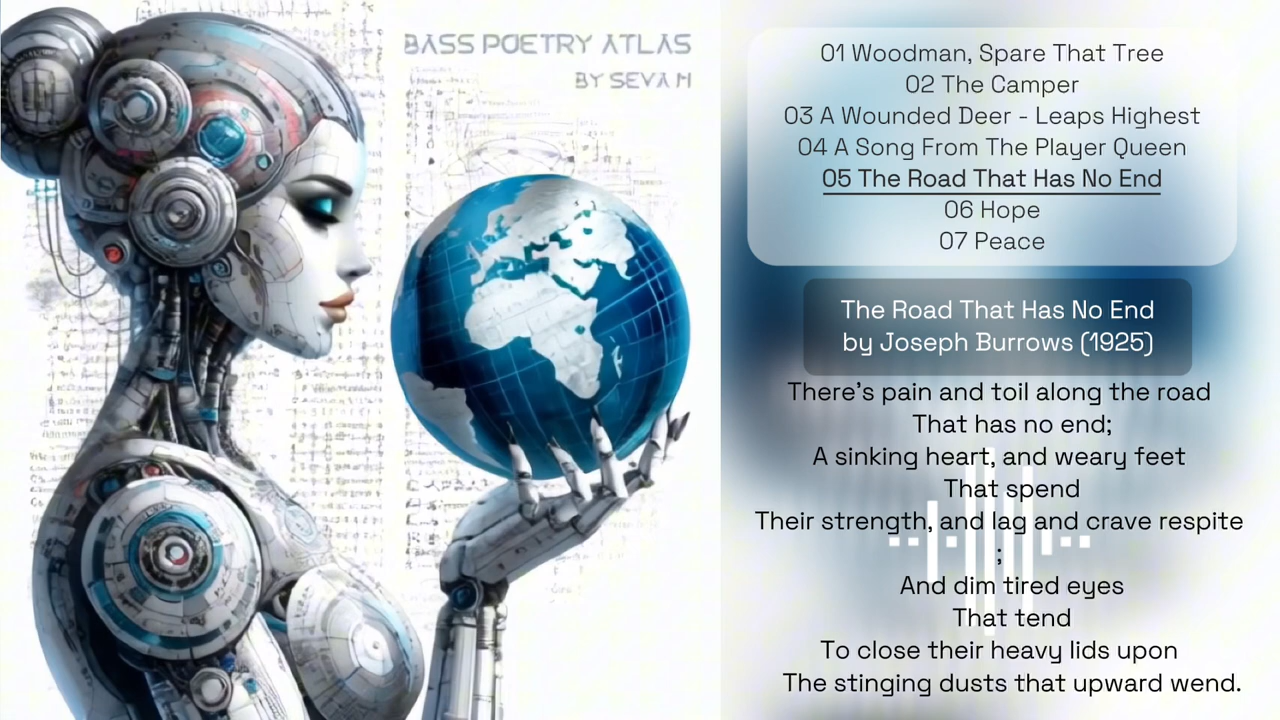 BASS POETRY ATLAS
BY SEVA M
01 Woodman, Spare That Tree
02 The Camper
03 A Wounded Deer - Leaps Highest
04 A Song From The Player Queen
05 The Road That Has No End
06 Hope
07 Peace
The Road That Has No End
by Joseph Burrows (1925)
There's pain and toil along the road
That has no end;
A sinking heart, and weary feet
That spend
Their strength, and lag and crave respite
;
And dim tired eyes
That tend
To close their heavy lids upon
The stinging dusts that upward wend.